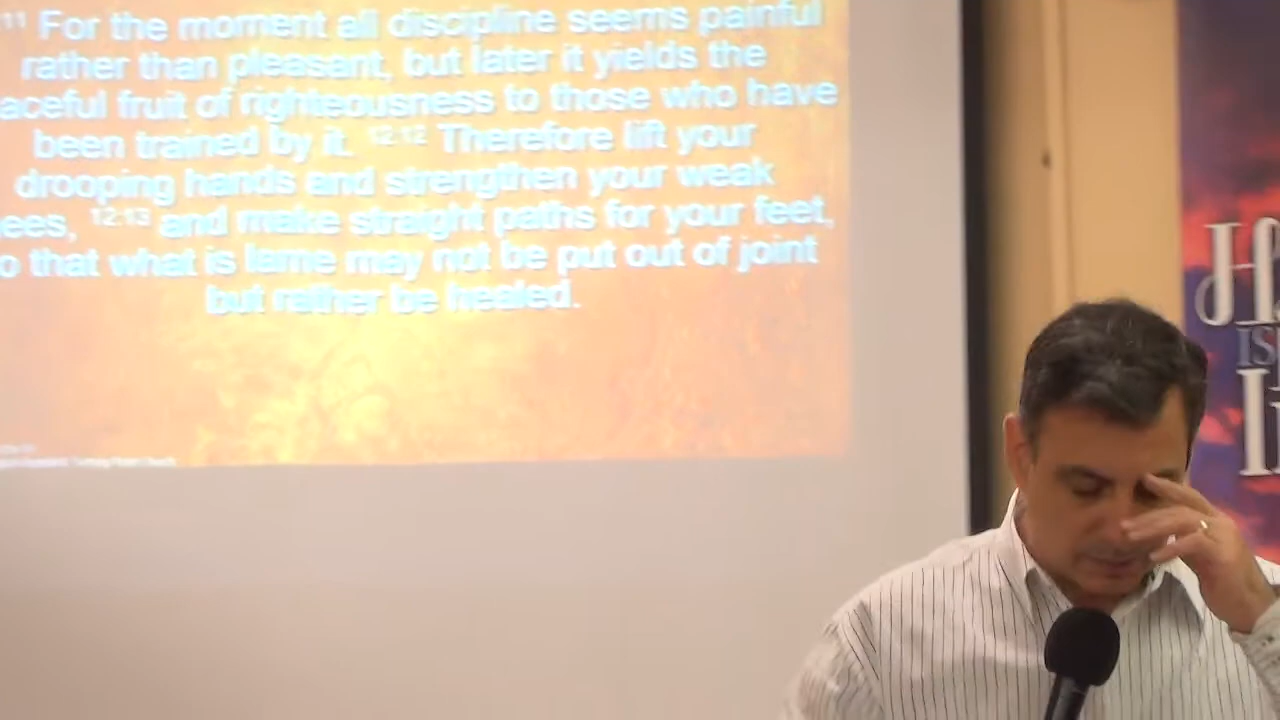 11 For the moment all discipline seems painful
rather than pleasant, but later it yields the
aceful fruit of righteousness to those who have
been trained by it. 12:12 Therefore lift your
drooping hands and strengthen your weak
ees, 12:13 and make straight paths for your feet,
o that what is lame may not be put out of joint
but rather be healed.
IS